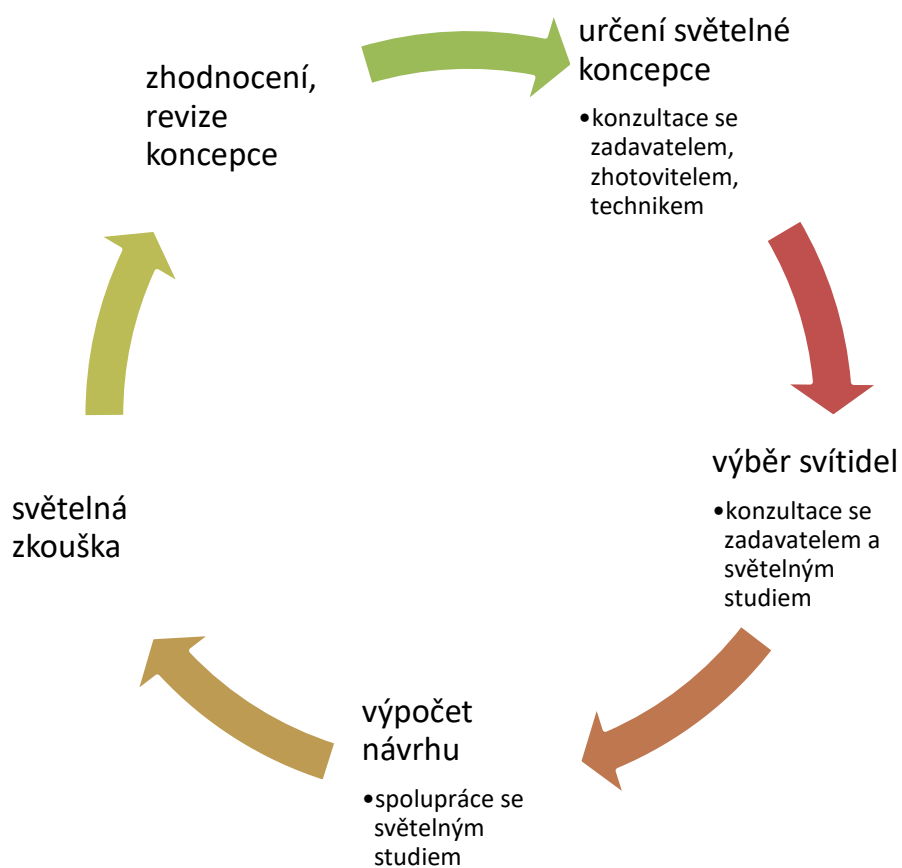 určení světelné
koncepce
•konzultace se
zadavatelem,
zhotovitelem,
technikem
výběr svítidel
•konzultace se
zadavatelem a
světelným
studiem
výpočet
návrhu
•spolupráce se
světelným
studiem
světelná
zkouška
zhodnocení,
revize
koncepce